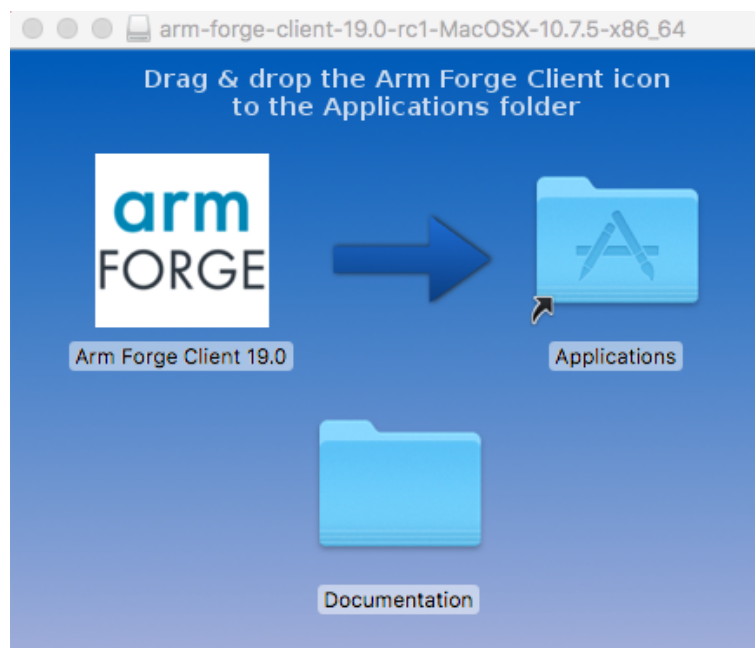 arm-forge-client-19.0-rc1-MacOSX-10.7.5-x86_64
Drag & drop the Arm Forge Client icon
to the Applications folder
arm
FORGE
Arm Forge Client 19.0
Applications
Documentation